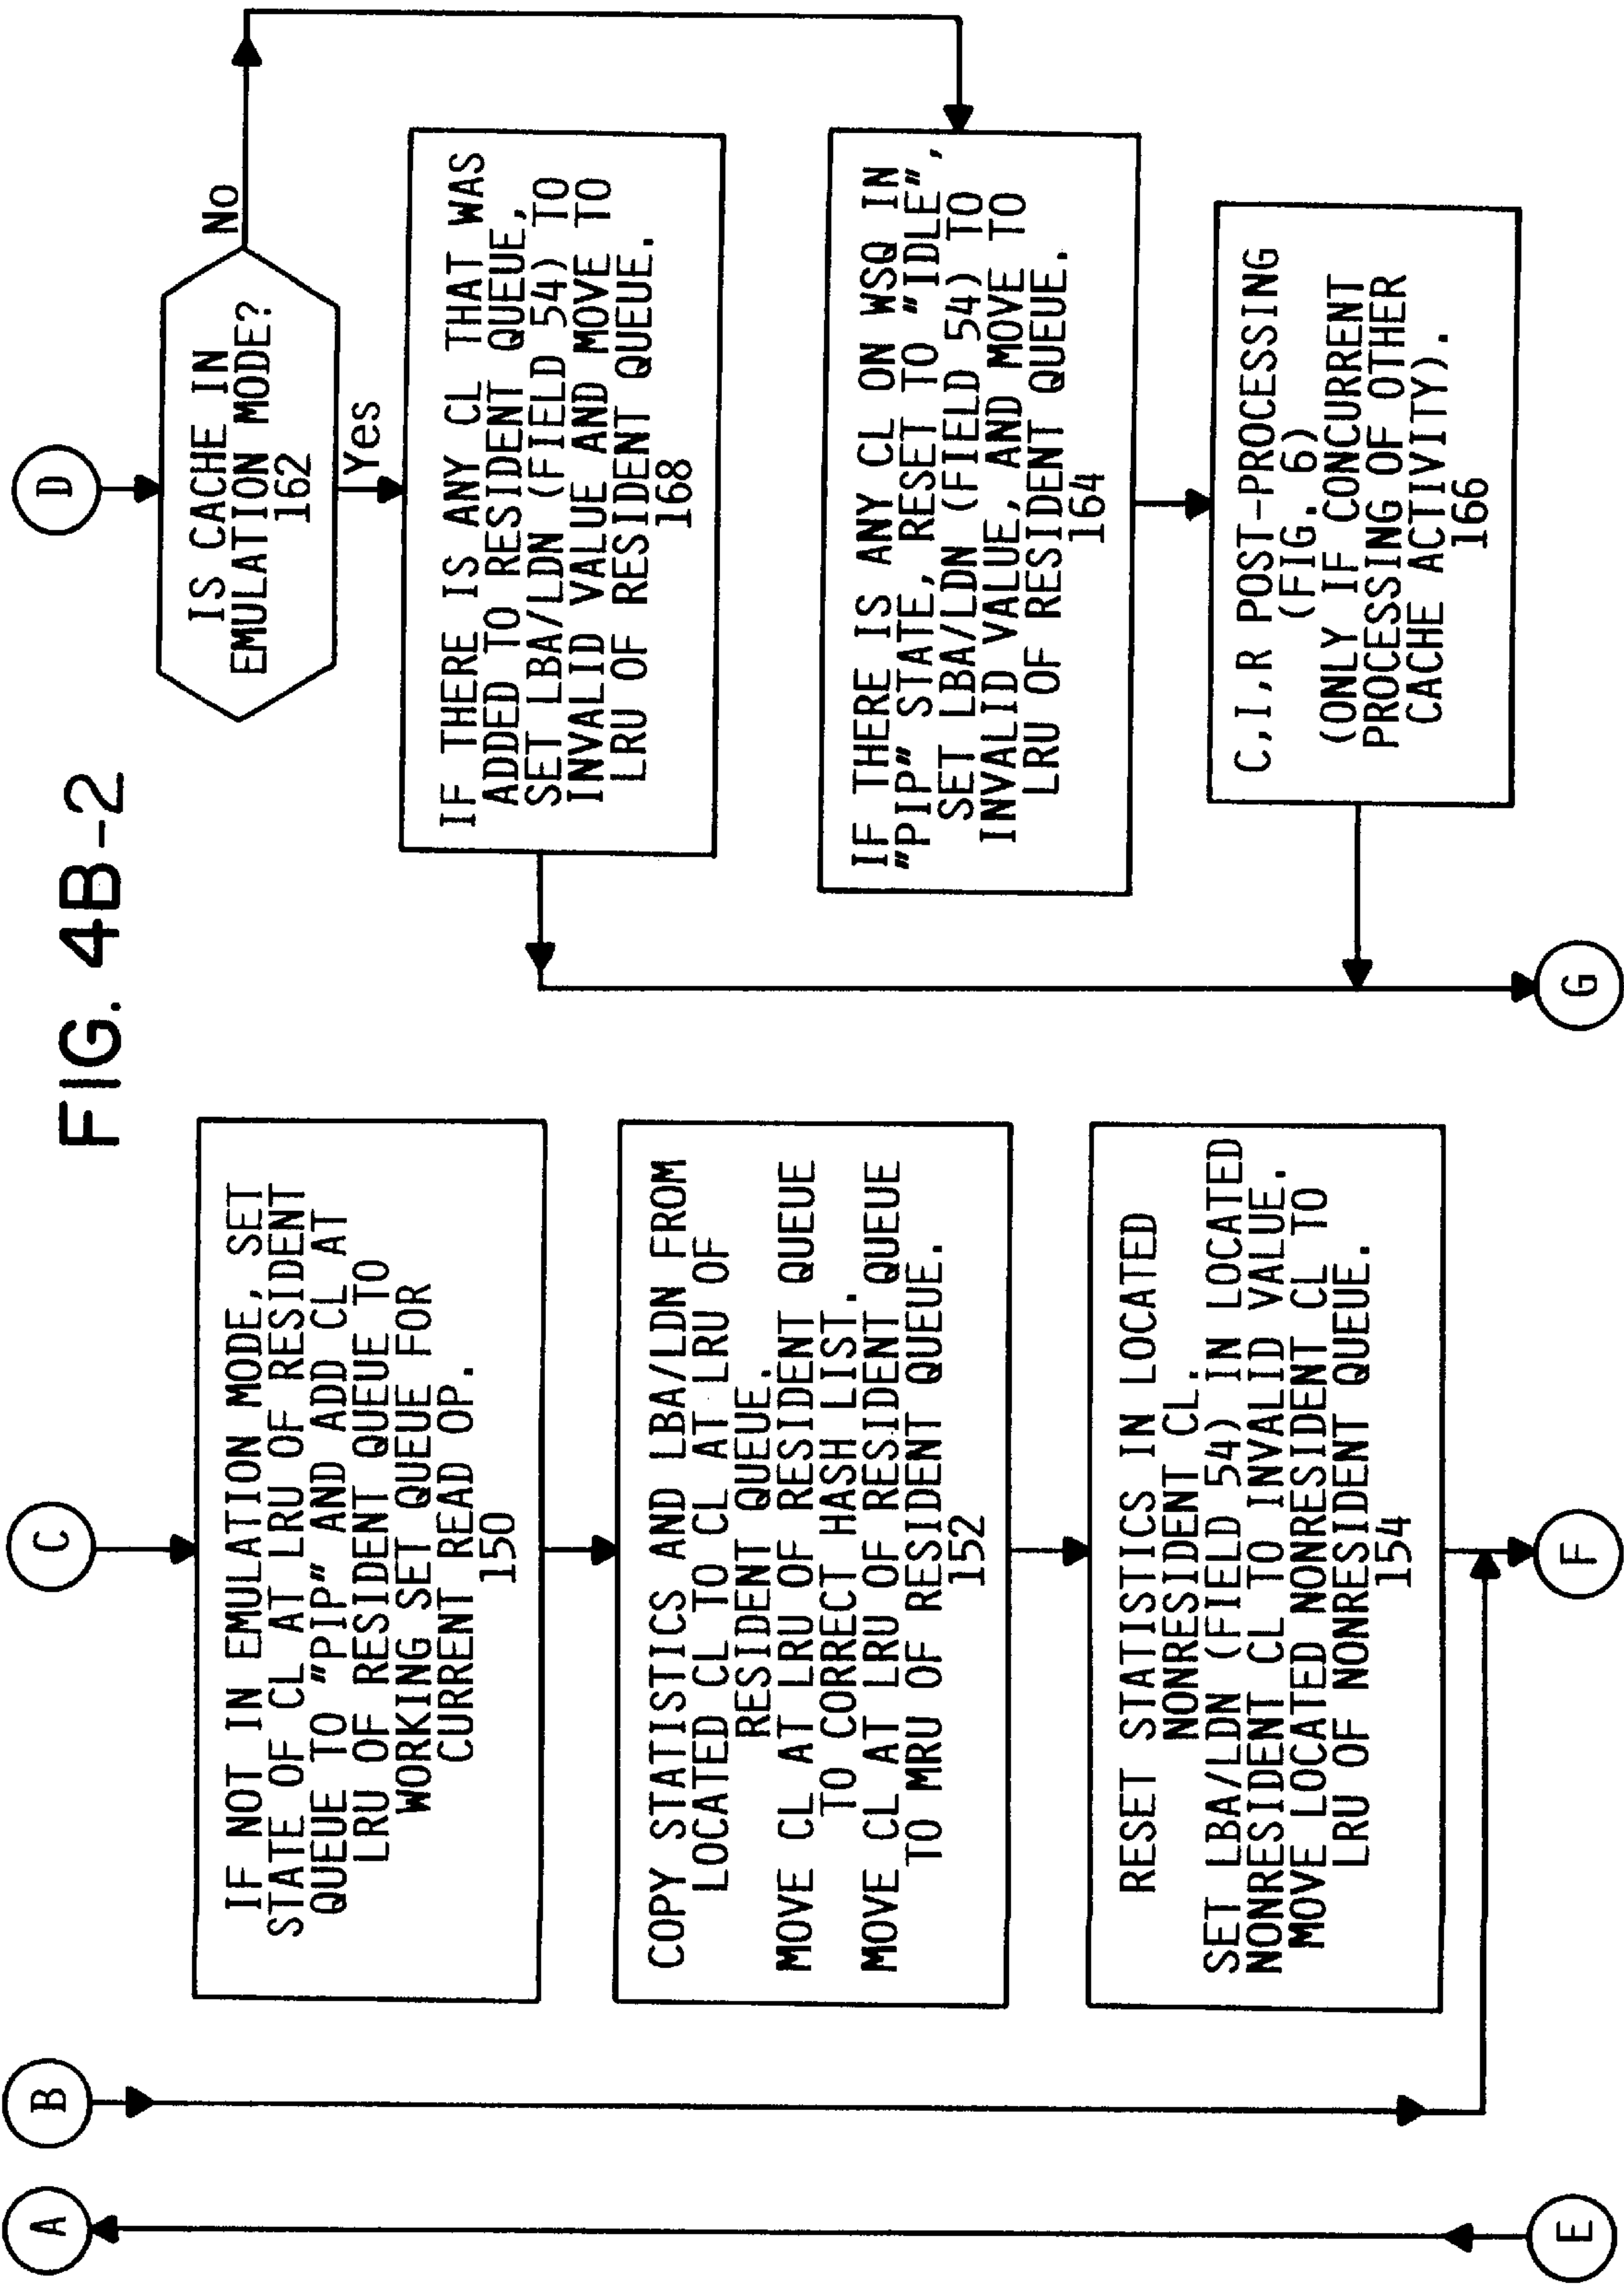 FIG. 4B-2
A
B
C
IF NOT IN EMULATION MODE, SET
STATE OF CL AT LRU OF RESIDENT
QUEUE TO "PIP" AND ADD CL AT
LRU OF RESIDENT QUEUE TO
WORKING SET QUEUE FOR
CURRENT READ OP.
150
COPY STATISTICS AND LBA/LDN FROM
LOCATED CL TO CL AT LRU OF
RESIDENT QUEUE.
MOVE CL AT LRU OF RESIDENT QUEUE
TO CORRECT HASH LIST.
MOVE CL AT LRU OF RESIDENT QUEUE
TO MRU OF RESIDENT QUEUE.
152
RESET STATISTICS IN LOCATED
NONRESIDENT CL.
SET LBA/LDN (FIELD 54) IN LOCATED
NONRESIDENT CL TO INVALID VALUE.
MOVE LOCATED NONRESIDENT CL TO
LRU OF NONRESIDENT QUEUE.
154
E
F
D
IS CACHE IN
EMULATION MODE?
162
No
Yes
IF THERE IS ANY CL THAT WAS
ADDED TO RESIDENT QUEUE,
SET LBA/LDN (FIELD 54) TO
INVALID VALUE AND MOVE TO
LRU OF RESIDENT QUEUE.
168
IF THERE IS ANY CL ON WSQ IN
"PIP" STATE, RESET TO "IDLE",
SET LBA/LDN (FIELD 54) TO
INVALID VALUE, AND MOVE TO
LRU OF RESIDENT QUEUE.
164
C,I,R POST-PROCESSING
(FIG. 6)
(ONLY IF CONCURRENT
PROCESSING OF OTHER
CACHE ACTIVITY).
166
G